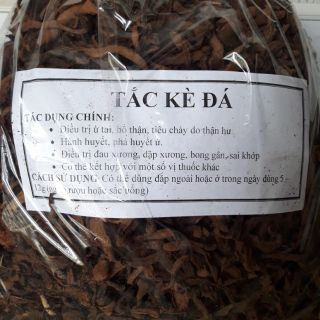 TẮC KÈ ĐÁ
TÁC DỤNG CHÍNH:
• Điều trị ù tai, bổ thận, tiêu chảy do thận hư
• Hành huyết, phá huyết ứ.
• Điều trị đau xương, dập xương, bong gân, sai khớp
• Có thể kết hợp với một số vị thuốc khác
CÁCH SỬ DỤNG: Có thể dùng đắp ngoài hoặc ở trong ngày dùng 5 –
12g (ngâm rượu hoặc sắc uống)